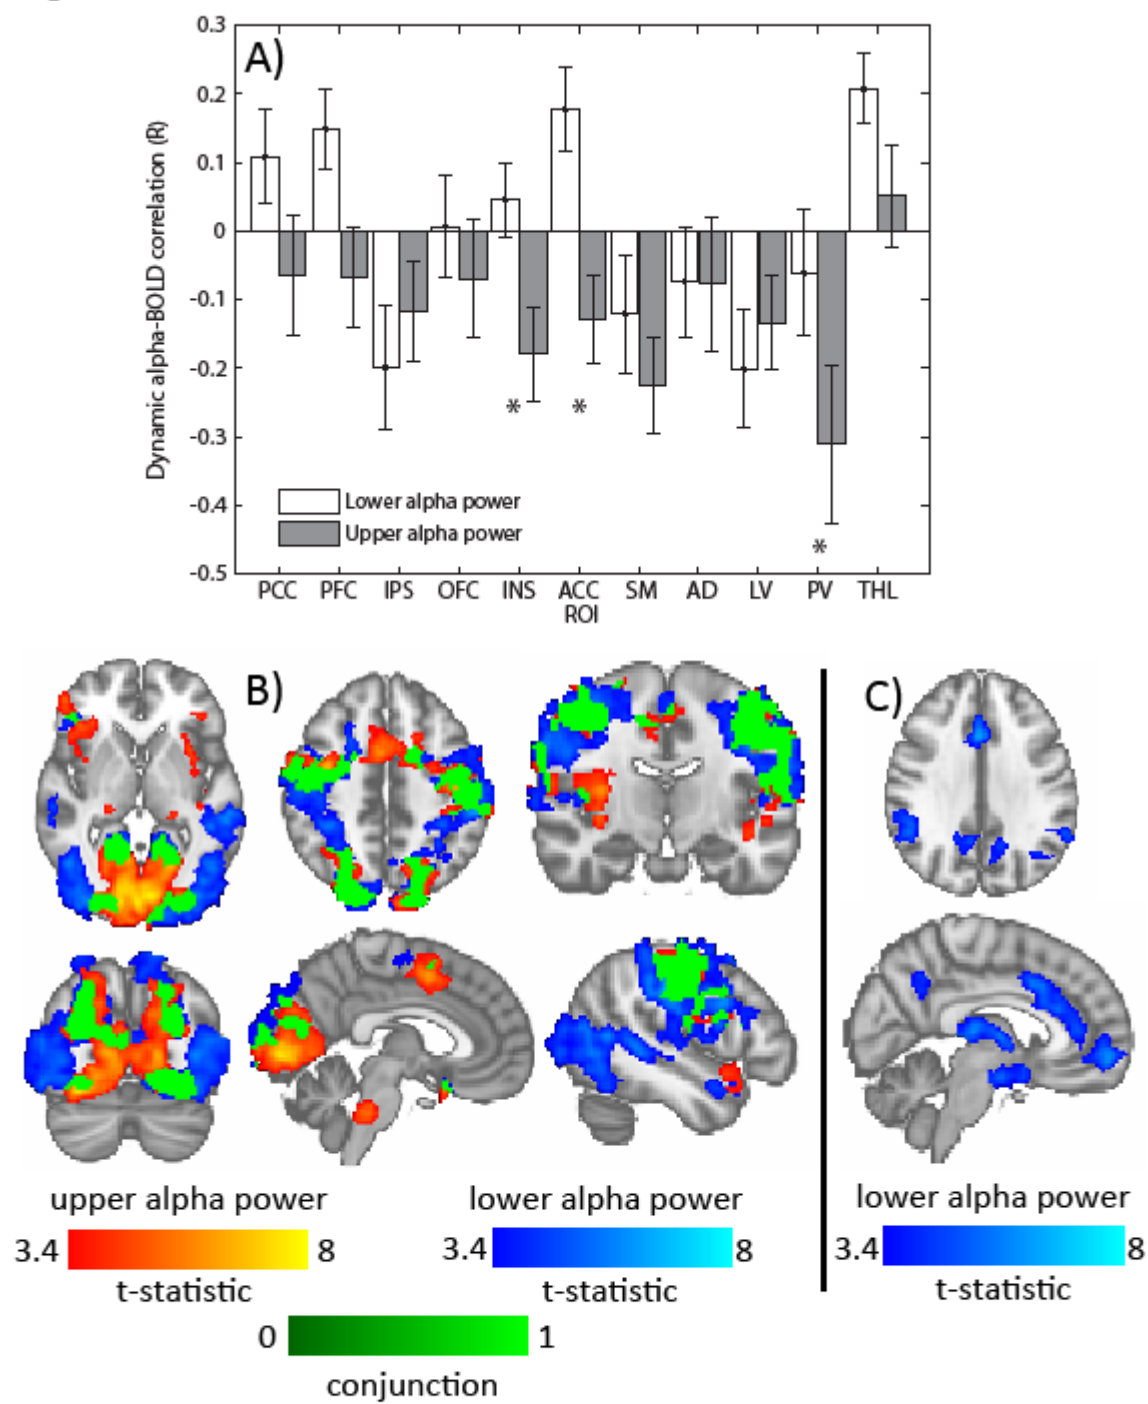 A)
Dynamic alpha-BOLD correlation (R)
0.3
0.2
0.1
0
-0.1
-0.2
-0.3
-0.4
-0.5
* * *
Lower alpha power
Upper alpha power
PCC PFC IPS OFC INS ACC SM AD LV PV THL
ROI
B)
C)
upper alpha power
3.4 8
t-statistic
lower alpha power
3.4 8
t-statistic
lower alpha power
3.4 8
t-statistic
0 1
conjunction